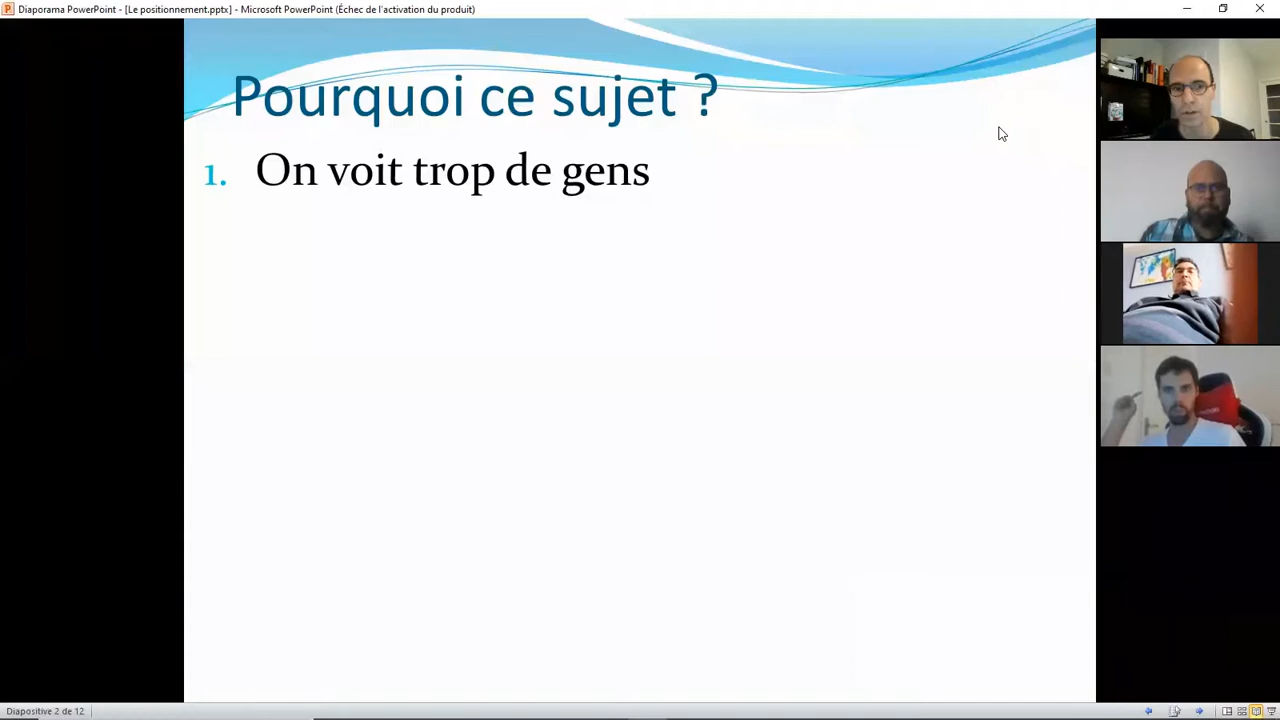 Diaporama PowerPoint - [Le positionnement.pptx] - Microsoft PowerPoint (Échec de l'activation du produit)
Pourquoi ce sujet ?
1. On voit trop de gens
Diapositive 2 de 12